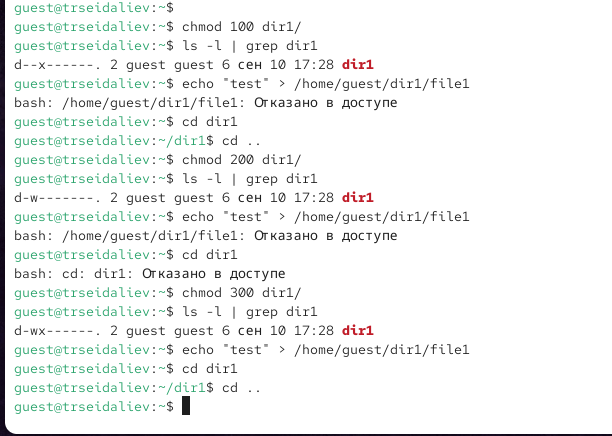 guest@trseidaliev:~$
guest@trseidaliev:~$ chmod 100 dir1/
guest@trseidaliev:~$ ls -l | grep dir1
d--x------. 2 guest guest 6 сен 10 17:28 dir1
guest@trseidaliev:~$ echo "test" > /home/guest/dir1/file1
bash: /home/guest/dir1/file1: Отказано в доступе
guest@trseidaliev:~$ cd dir1
guest@trseidaliev:~/dir1$ cd ..
guest@trseidaliev:~$ chmod 200 dir1/
guest@trseidaliev:~$ ls -l | grep dir1
d-w-------. 2 guest guest 6 сен 10 17:28 dir1
guest@trseidaliev:~$ echo "test" > /home/guest/dir1/file1
bash: /home/guest/dir1/file1: Отказано в доступе
guest@trseidaliev:~$ cd dir1
bash: cd: dir1: Отказано в доступе
guest@trseidaliev:~$ chmod 300 dir1/
guest@trseidaliev:~$ ls -l | grep dir1
d-wx------. 2 guest guest 6 сен 10 17:28 dir1
guest@trseidaliev:~$ echo "test" > /home/guest/dir1/file1
guest@trseidaliev:~$ cd dir1
guest@trseidaliev:~/dir1$ cd ..
guest@trseidaliev:~$